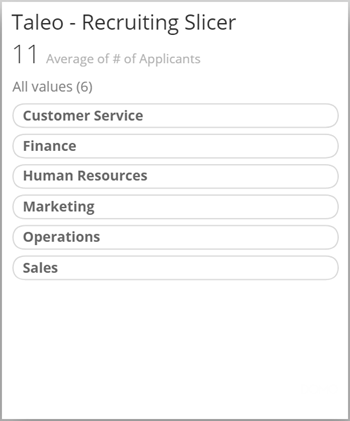 Taleo - Recruiting Slicer
11 Average of # of Applicants
All values (6)
Customer Service
Finance
Human Resources
Marketing
Operations
Sales